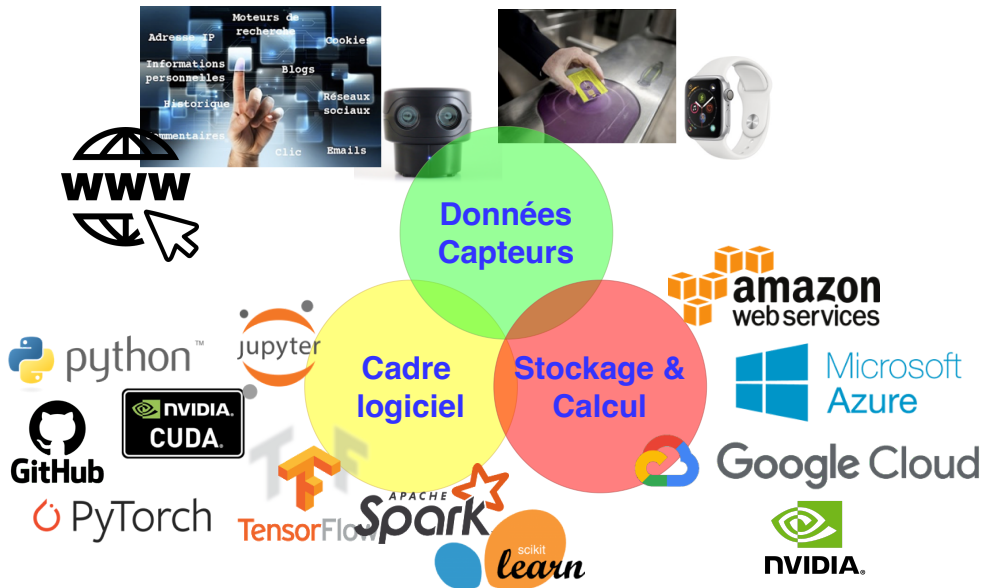 Moteurs de
recherche
Adresse IP
Cookies
Informations
personnelles
Blogs
Historique
Réseaux
sociaux
Commentaires
Clic
Emails
www
Données
Capteurs
amazon
web services
python™
jupyter
Cadre
logiciel
Stockage &
Calcul
Microsoft
Azure
NVIDIA.
CUDA
GitHub
Google Cloud
PyTorch
TensorFlow
APACHE
Spark
scikit
learn
NVIDIA.